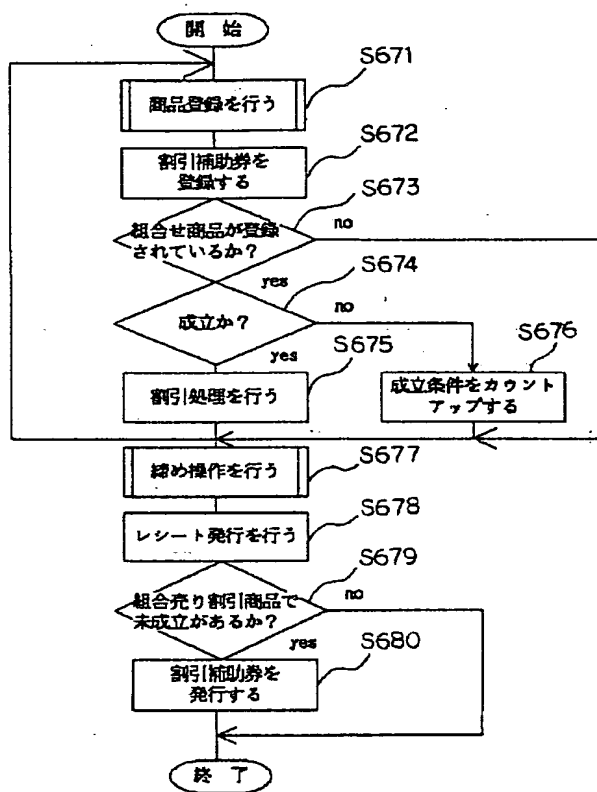 開 始
S671
商品登録を行う
S672
割引補助券を
登録する
S673
組合せ商品が登録
されているか?
no
S674
yes
成立か?
no
S675
S676
yes
割引処理を行う
成立条件をカウント
アップする
S677
締め操作を行う
S678
レシート発行を行う
S679
組合売り割引商品で
未成立があるか?
no
yes
S680
割引補助券を
発行する
終 了